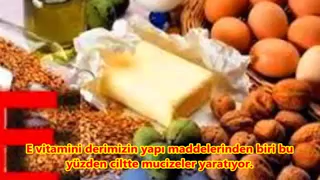 E
E vitamini derimizin yapı maddelerinden biri bu
yüzden ciltte mucizeler yaratıyor.